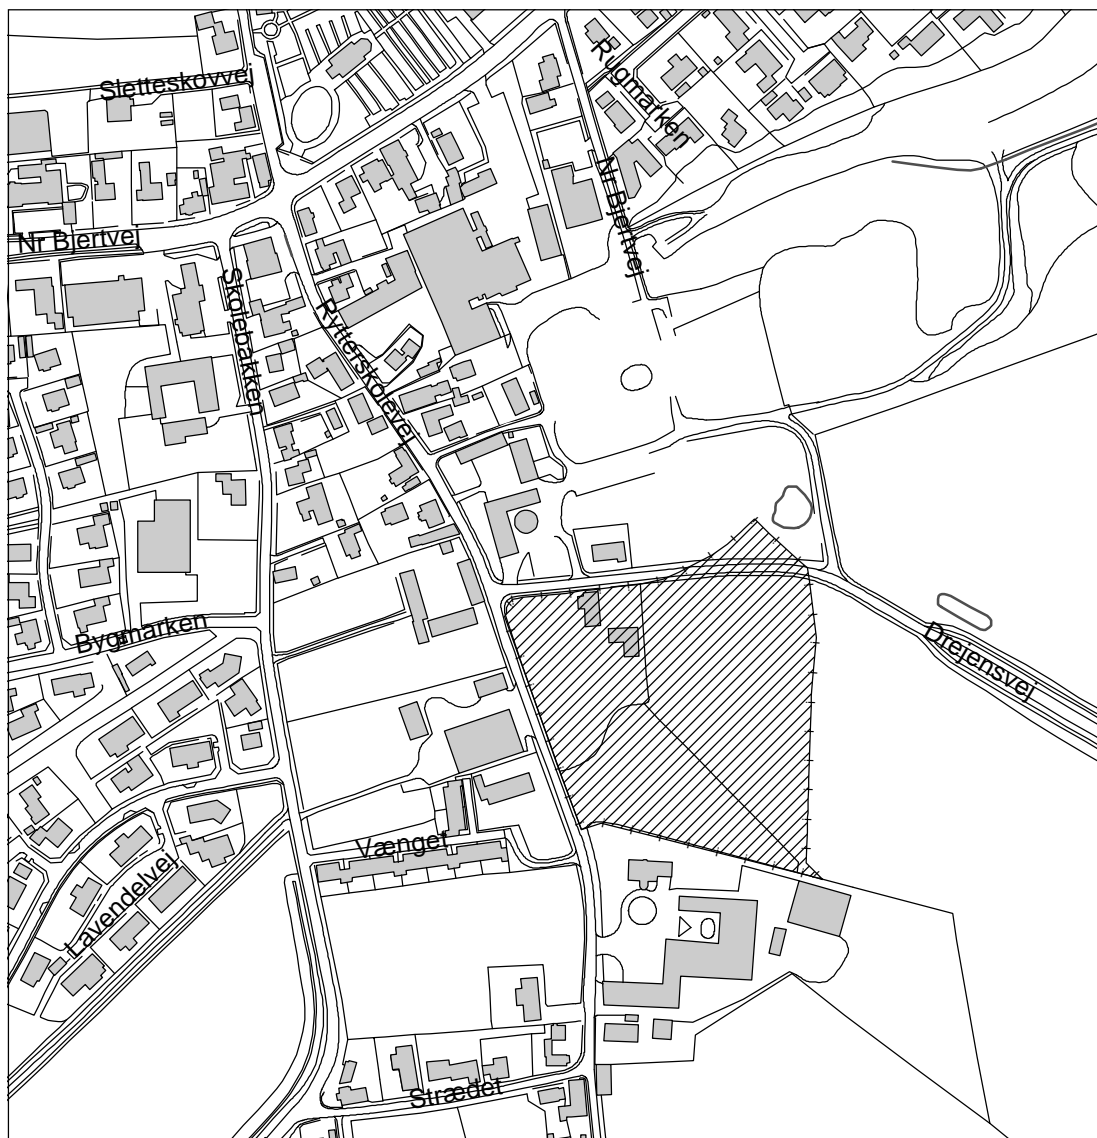 Sletteskovvej
Rugmarken
Nr Bjertvej
Nr Bjertvej
Skolebakken
Rytterskolevej
Bygmarken
Drejensvej
Vænget
Lavendelvej
Strædet